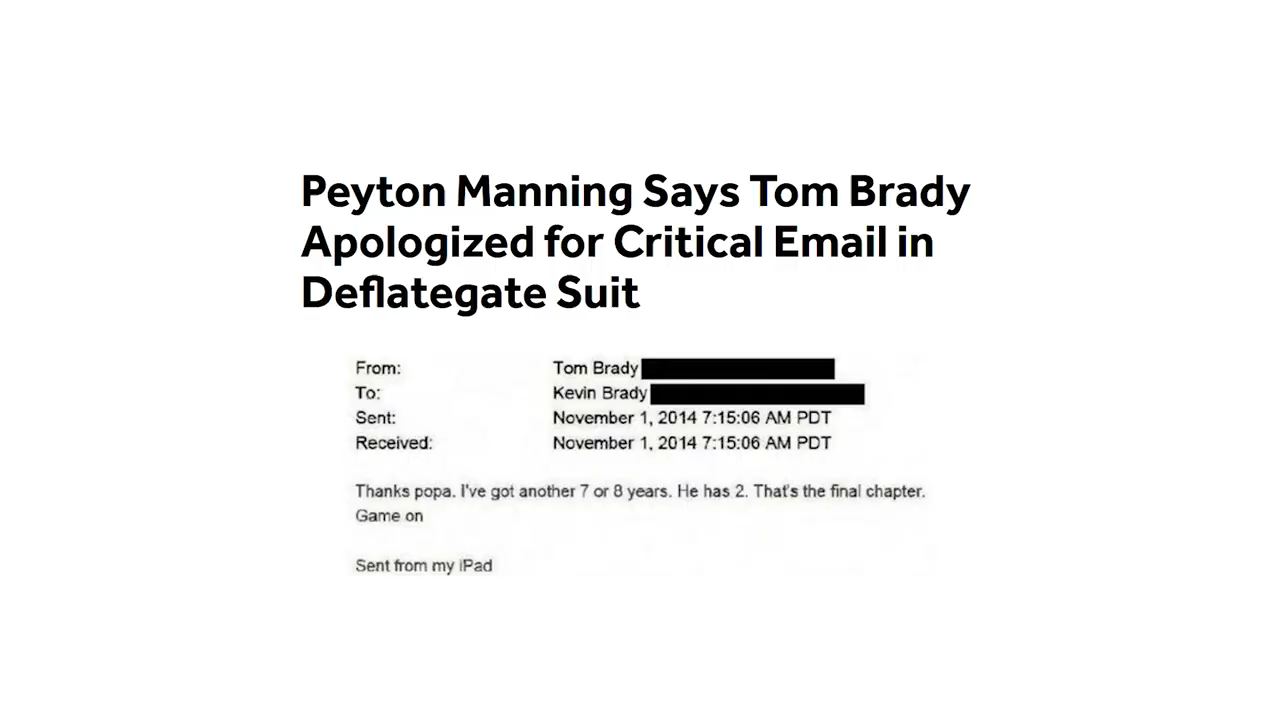 Peyton Manning Says Tom Brady
Apologized for Critical Email in
Deflategate Suit
From: Tom Brady
To: Kevin Brady
Sent: November 1, 2014 7:15:06 AM PDT
Received: November 1, 2014 7:15:06 AM PDT
Thanks popa. I've got another 7 or 8 years. He has 2. That's the final chapter.
Game on
Sent from my iPad